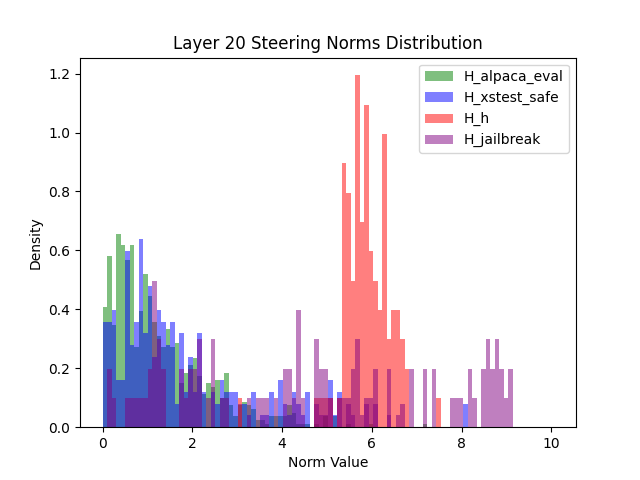 Layer 20 Steering Norms Distribution
H_alpaca_eval
H_xstest_safe
H_h
H_jailbreak
1.2
1.0
0.8
0.6
0.4
0.2
0.0
Density
0 2 4 6 8 10
Norm Value